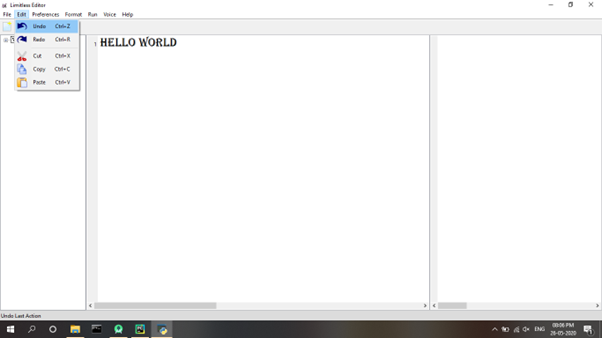 Limitless Editor
File Edit Preferences Format Run Voice Help
Undo Ctrl+Z
Redo Ctrl+R
Cut Ctrl+X
Copy Ctrl+C
Paste Ctrl+V
1 HELLO WORLD
Undo Last Action
ENG
08:06 PM
26-05-2020